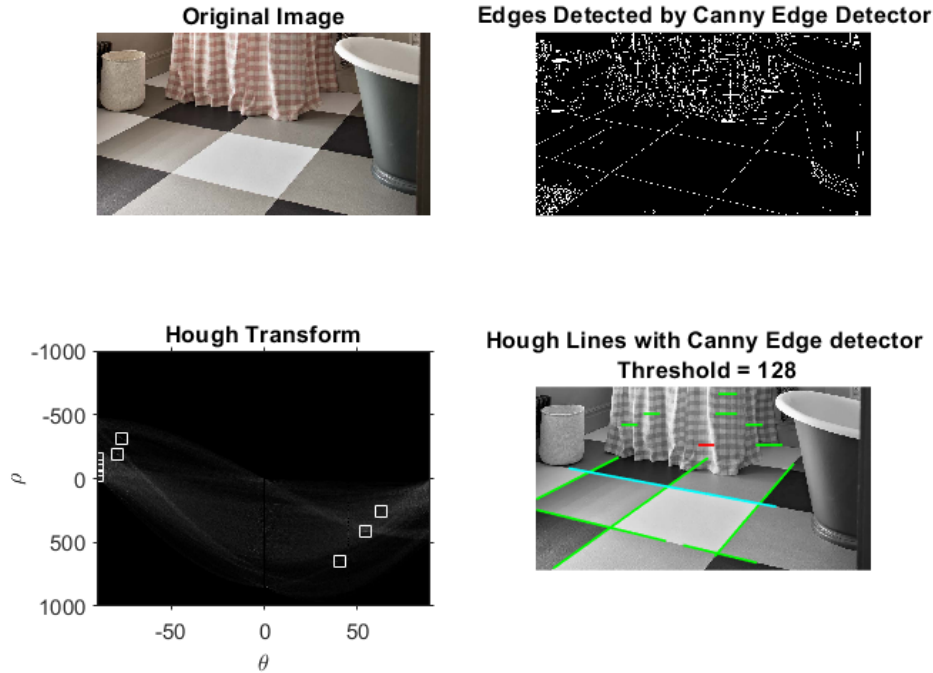 Original Image
Edges Detected by Canny Edge Detector
Hough Transform
-1000
-500
0
500
1000
ρ
-50
0
50
θ
Hough Lines with Canny Edge detector
Threshold = 128